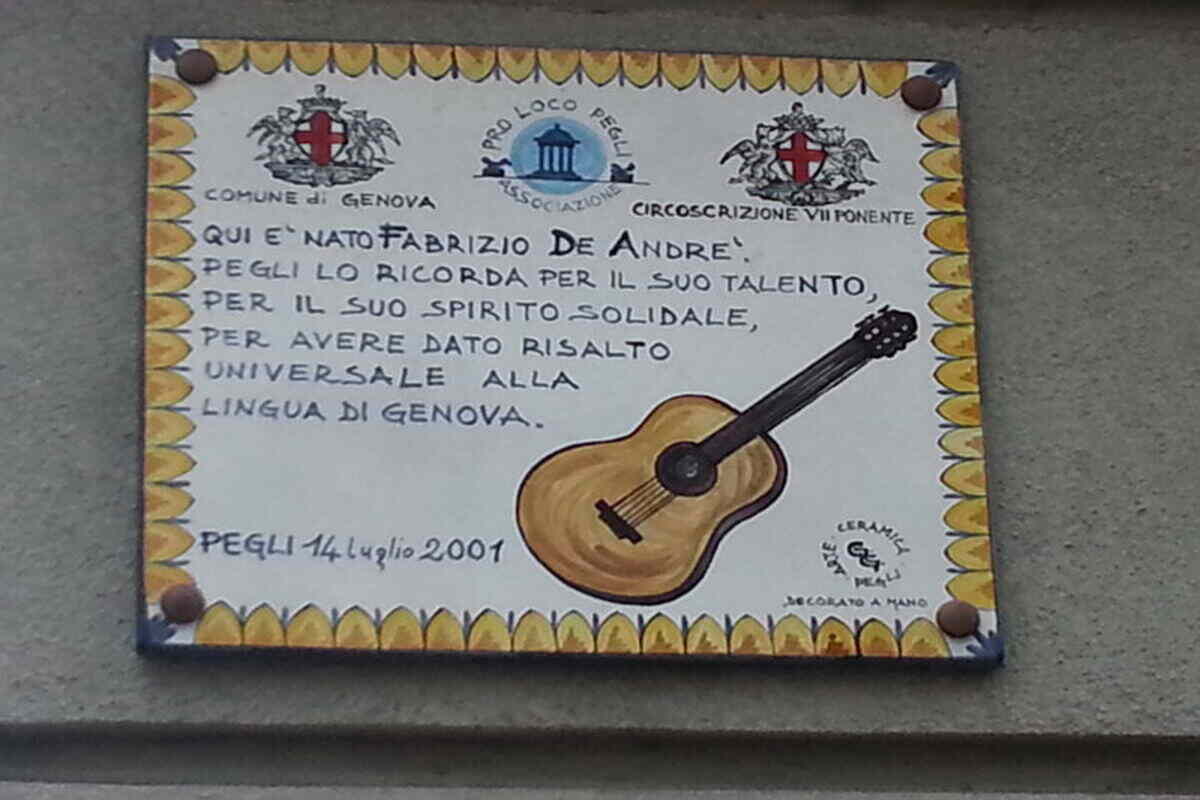 PRO LOCO PEGLI
ASSOCIAZIONE
COMUNE di GENOVA
CIRCOSCRIZIONE VII PONENTE
QUI E` NATO FABRIZIO DE ANDRE`.
PEGLI LO RICORDA PER IL SUO TALENTO,
PER IL SUO SPIRITO SOLIDALE,
PER AVERE DATO RISALTO
UNIVERSALE ALLA
LINGUA DI GENOVA.
PEGLI 14 luglio 2001
ARTE CERAMICA
PEGLI
DECORATO A MANO